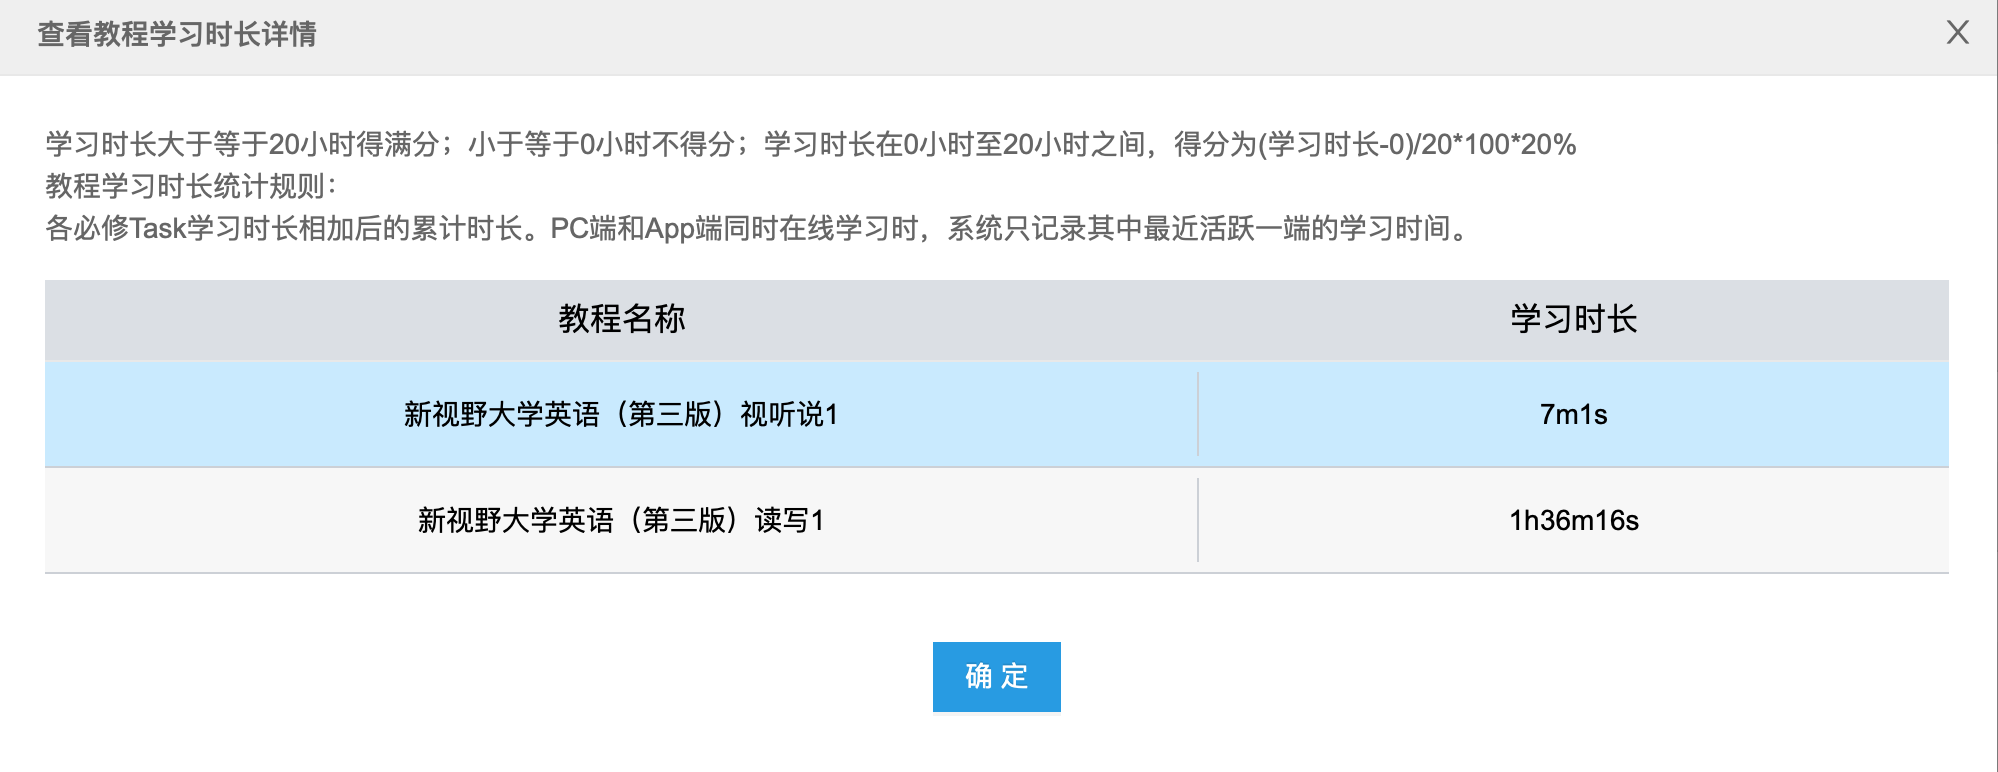 查看教程学习时长详情
X
学习时长大于等于20小时得满分；小于等于0小时不得分；学习时长在0小时至20小时之间，得分为(学习时长-0)/20*100*20%
教程学习时长统计规则：
各必修Task学习时长相加后的累计时长。PC端和App端同时在线学习时，系统只记录其中最近活跃一端的学习时间。
教程名称 学习时长
新视野大学英语（第三版）视听说1 7m1s
新视野大学英语（第三版）读写1 1h36m16s
确 定